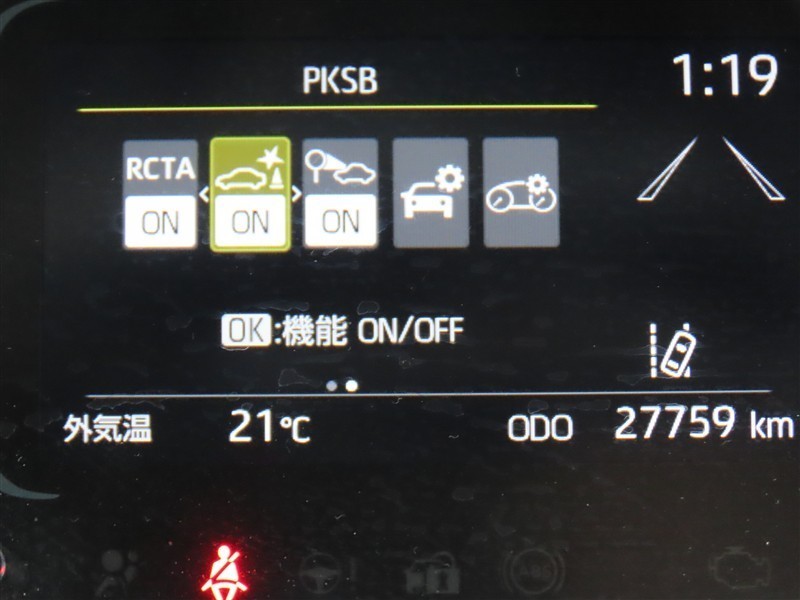 PKSB
1:19
RCTA
ON
ON
ON
OK:機能 ON/OFF
外気温 21℃ ODO 27759 km
ABS